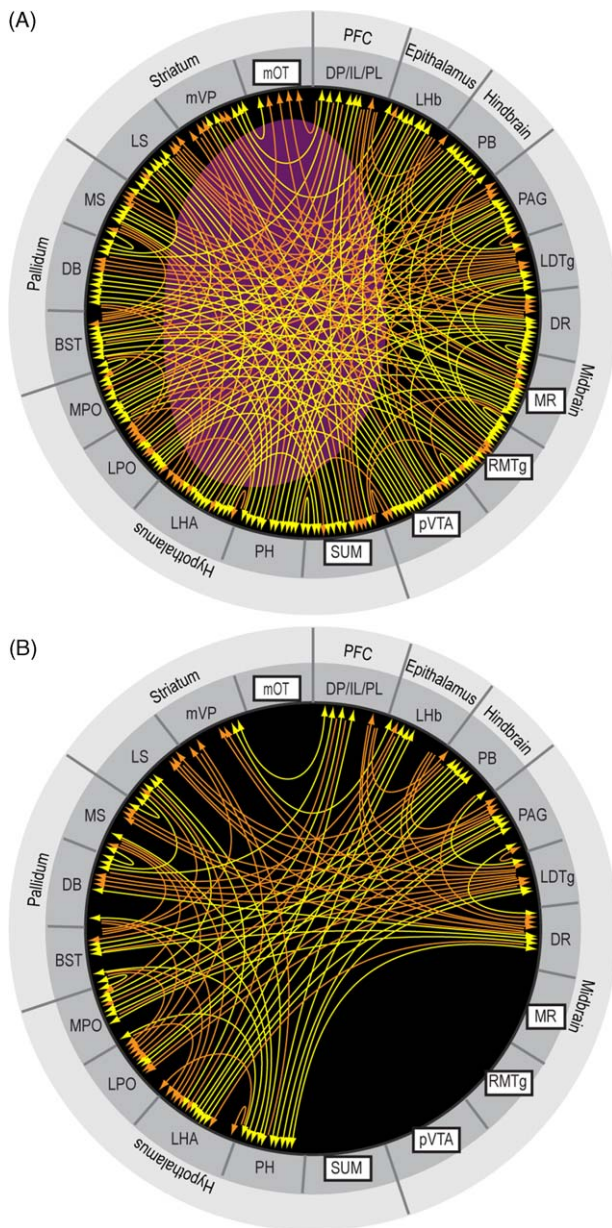 (A)
PFC
Epithalamus
Hindbrain
Midbrain
Hypothalamus
Pallidum
Striatum
mOT
DP/IL/PL
LHb
PB
PAG
LDTg
DR
MR
RMTg
pVTA
SUM
PH
LHA
LPO
MPO
BST
DB
MS
LS
mVP
(B)
PFC
Epithalamus
Hindbrain
Midbrain
Hypothalamus
Pallidum
Striatum
mOT
DP/IL/PL
LHb
PB
PAG
LDTg
DR
MR
RMTg
pVTA
SUM
PH
LHA
LPO
MPO
BST
DB
MS
LS
mVP